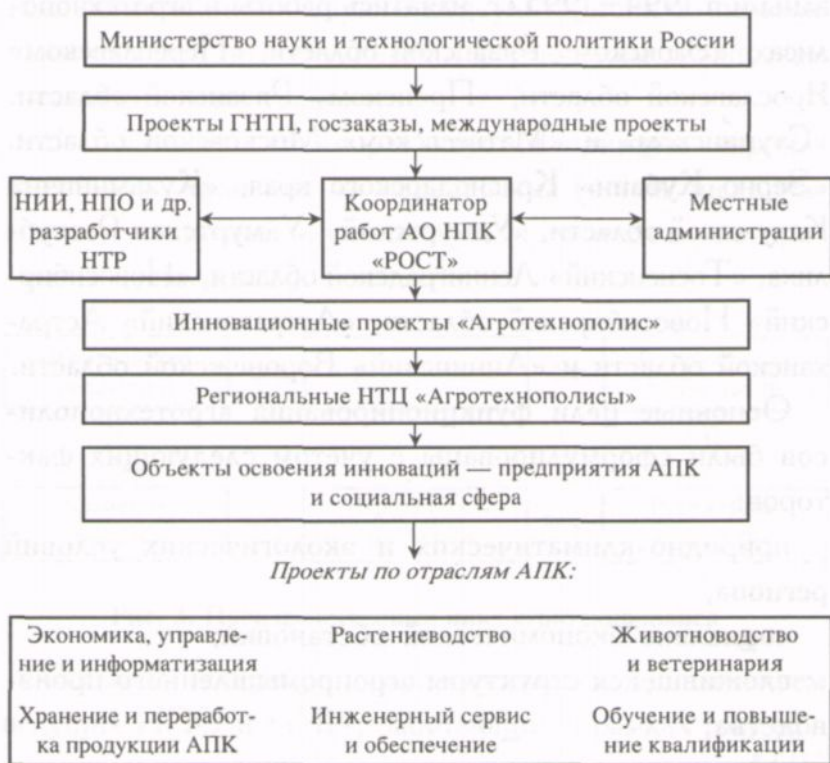 Министерство науки и технологической политики России
Проекты ГНТП, госзаказы, международные проекты
НИИ, НПО и др.
разработчики
НТР
Координатор
работ АО НПК
«РОСТ»
Местные
администрации
Инновационные проекты «Агротехнополис»
Региональные НТЦ «Агротехнополисы»
Объекты освоения инноваций — предприятия АПК
и социальная сфера
Проекты по отраслям АПК:
Экономика, управле-
ние и информатизация
Растениеводство
Животноводство
и ветеринария
Хранение и переработ-
ка продукции АПК
Инженерный сервис
и обеспечение
Обучение и повыше-
ние квалификации